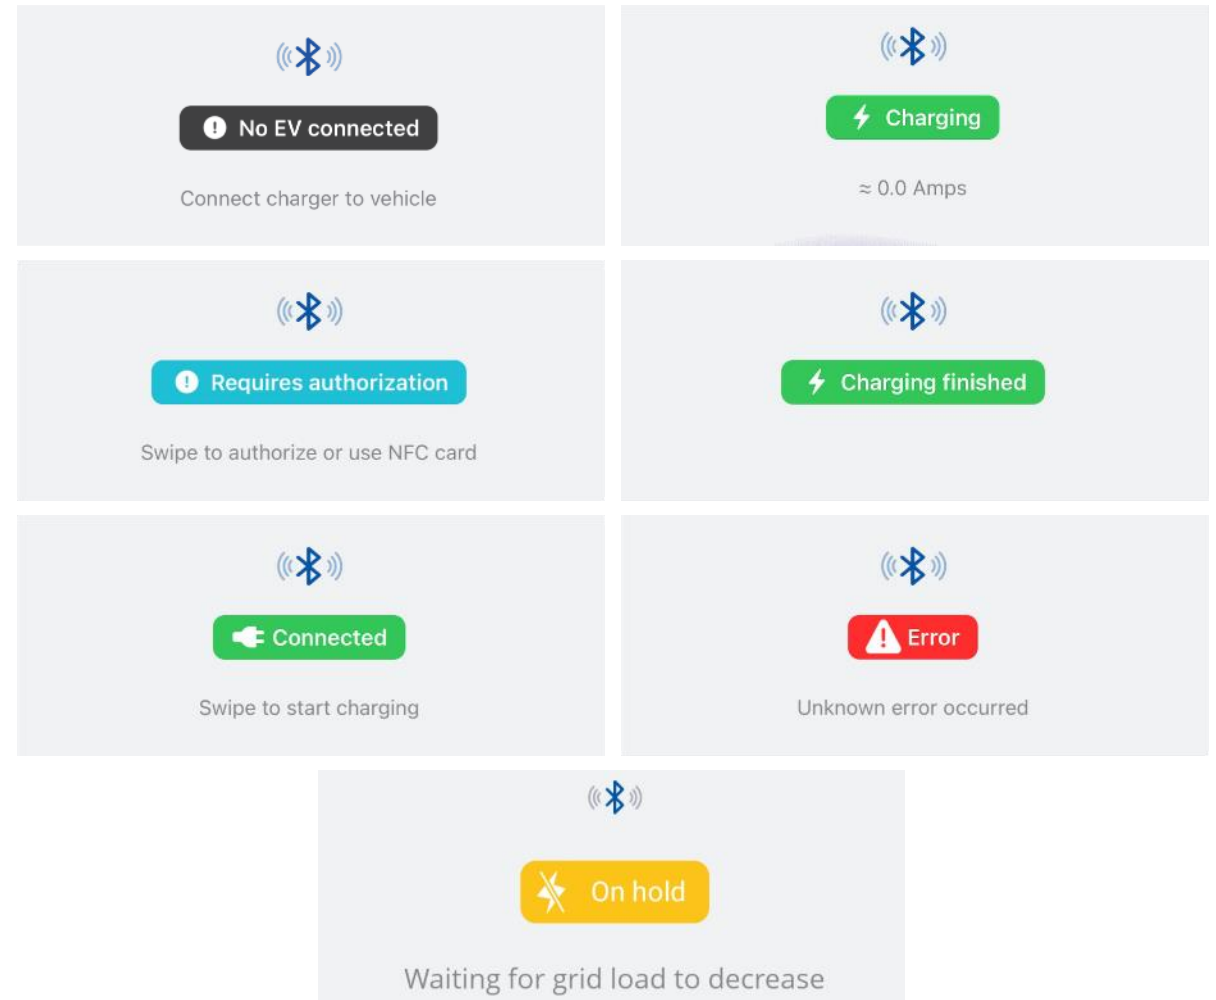 No EV connected
Connect charger to vehicle
Charging
≈ 0.0 Amps
Requires authorization
Swipe to authorize or use NFC card
Charging finished
Connected
Swipe to start charging
Error
Unknown error occurred
On hold
Waiting for grid load to decrease